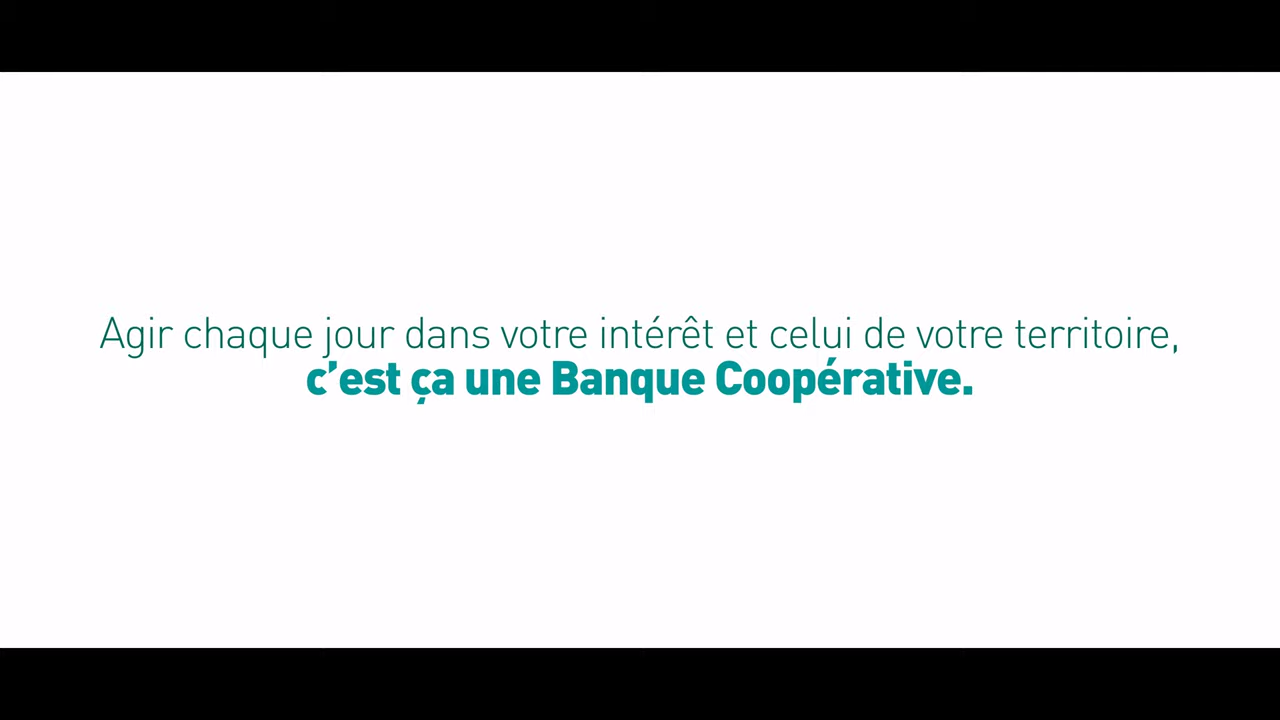 Agir chaque jour dans votre intérêt et celui de votre territoire,
c’est ça une Banque Coopérative.